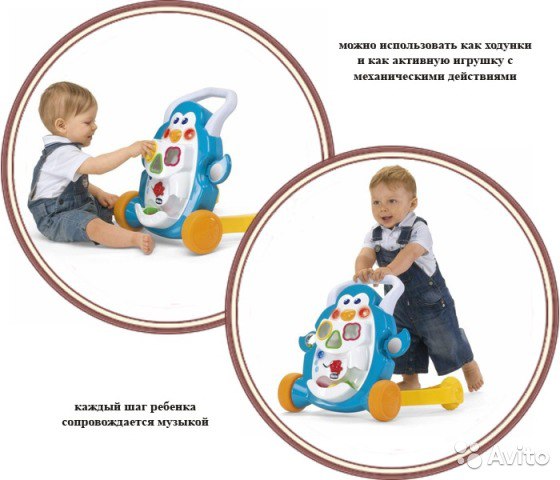 можно использовать как ходунки
и как активную игрушку с
механическими действиями
каждый шаг ребенка
сопровождается музыкой
Avito